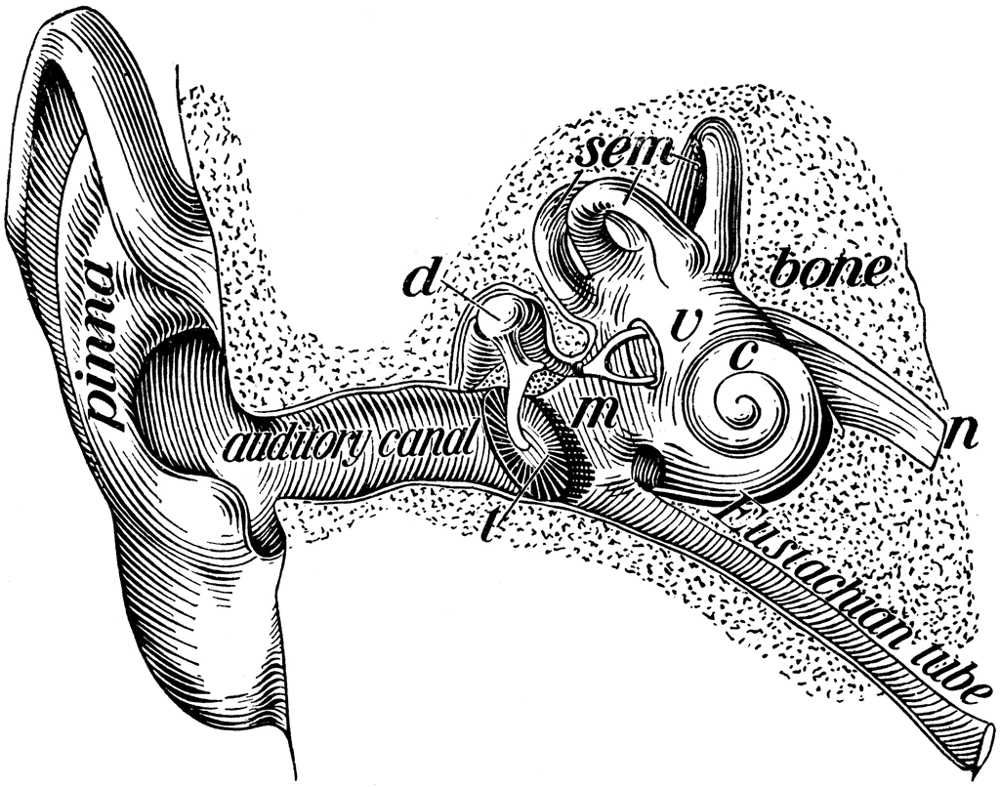 sem
bone
d
pinna
v
c
m
n
auditory canal
t
Eustachian tube